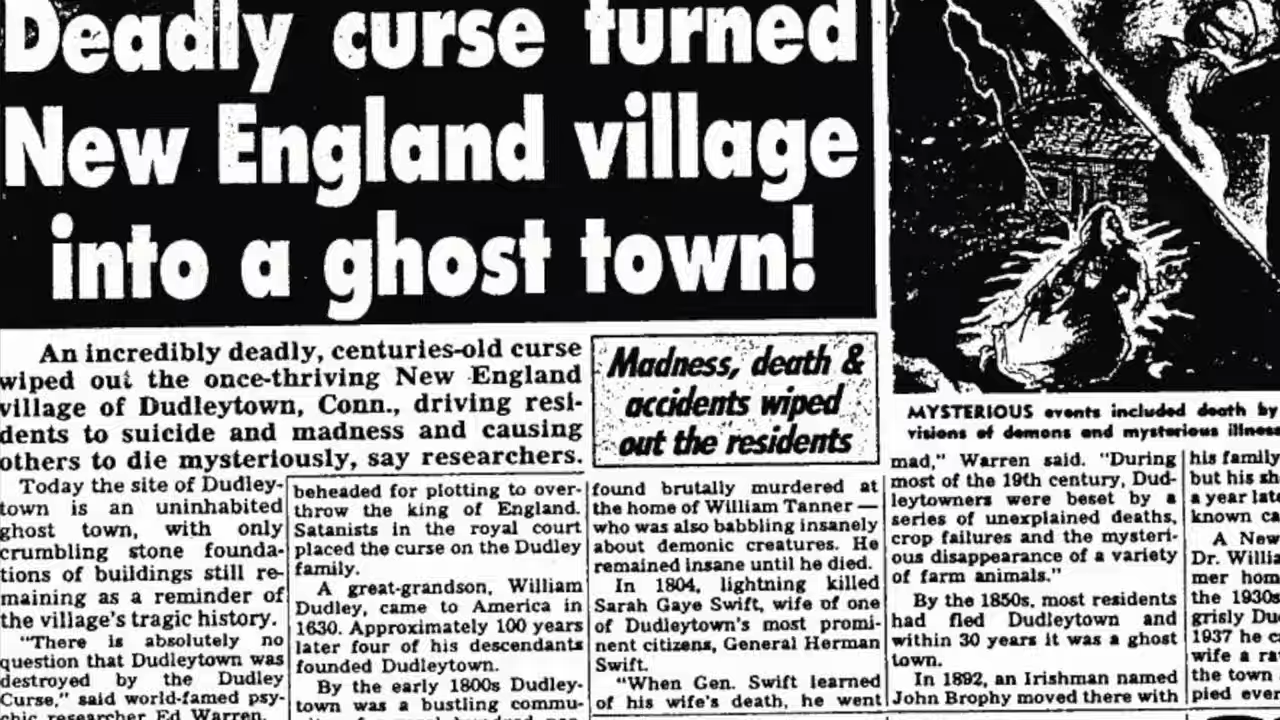 Deadly curse turned
New England village
into a ghost town!
An incredibly deadly, centuries-old curse
wiped out the once-thriving New England
village of Dudleytown, Conn., driving resi-
dents to suicide and madness and causing
others to die mysteriously, say researchers.
Madness, death &
accidents wiped
out the residents
Today the site of Dudley-
town is an uninhabited
ghost town, with only
crumbling stone founda-
tions of buildings still re-
maining as a reminder of
the village's tragic history.
"There is absolutely no
question that Dudleytown was
destroyed by the Dudley
Curse," said world-famed psy-
chic researcher Ed Warren.
beheaded for plotting to over-
throw the king of England.
Satanists in the royal court
placed the curse on the Dudley
family.
A great-grandson, William
Dudley, came to America in
1630. Approximately 100 years
later four of his descendants
founded Dudleytown.
By the early 1800s Dudley-
town was a bustling commu-
found brutally murdered at
the home of William Tanner —
who was also babbling insanely
about demonic creatures. He
remained insane until he died.
In 1804, lightning killed
Sarah Gaye Swift, wife of one
of Dudleytown's most promi-
nent citizens, General Herman
Swift.
"When Gen. Swift learned
of his wife's death, he went
MYSTERIOUS events included death by
visions of demons and mysterious illness
mad," Warren said. "During
most of the 19th century, Dud-
leytowners were beset by a
series of unexplained deaths,
crop failures and the mysteri-
ous disappearance of a variety
of farm animals."
By the 1850s, most residents
had fled Dudleytown and
within 30 years it was a ghost
town.
In 1892, an Irishman named
John Brophy moved there with
his family
but his sh
a year lat
known ca
A New
Dr. Willia
mer hom
the 1930s
grisly Du
1937 he c
wife a ra
the town
pied ever